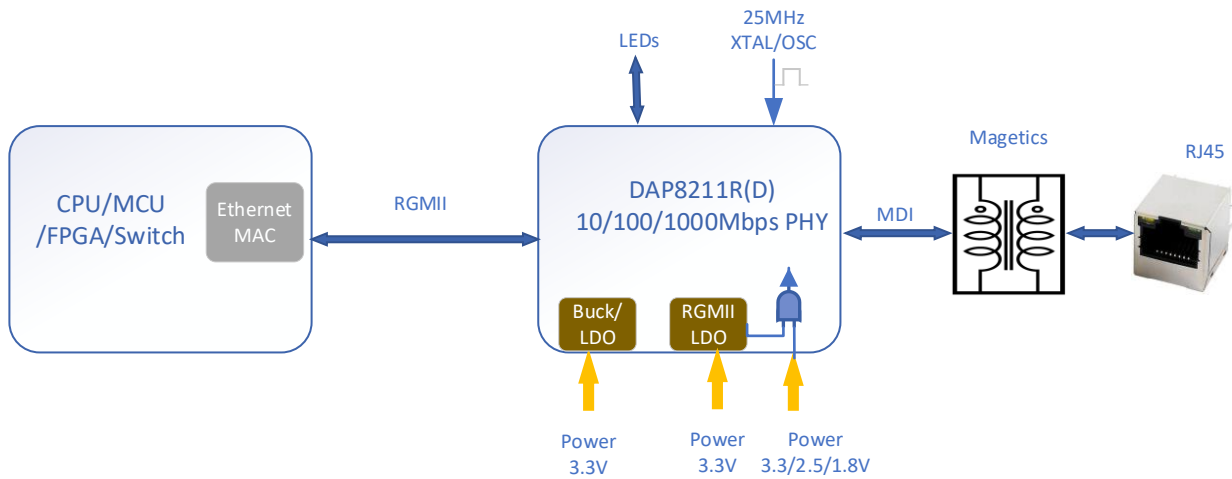 LEDs
25MHz
XTAL/OSC
CPU/MCU
/FPGA/Switch
Ethernet
MAC
RGMII
DAP8211R(D)
10/100/1000Mbps PHY
MDI
Magetics
RJ45
Buck/
LDO
RGMII
LDO
Power
3.3V
Power
3.3V
Power
3.3/2.5/1.8V